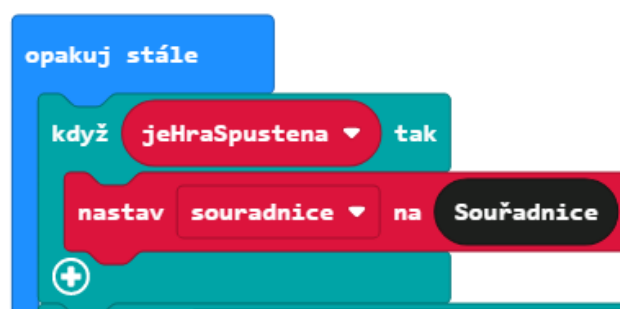 opakuj stále
když jeHraSpustena tak
nastav souradnice na Souřadnice